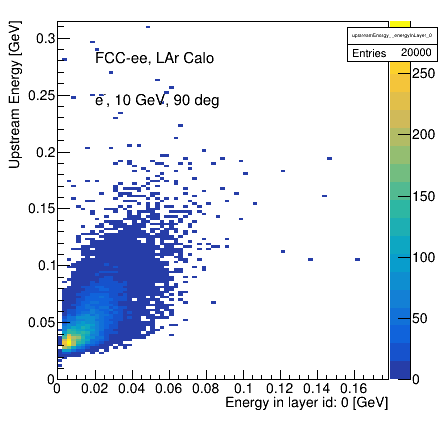 upstreamEnergy_energyInLayer_0
Entries 20000
FCC-ee, LAr Calo
e⁻, 10 GeV, 90 deg
Upstream Energy [GeV]
0.3
0.25
0.2
0.15
0.1
0.05
0
0 0.02 0.04 0.06 0.08 0.1 0.12 0.14 0.16
Energy in layer id: 0 [GeV]
250
200
150
100
50
0